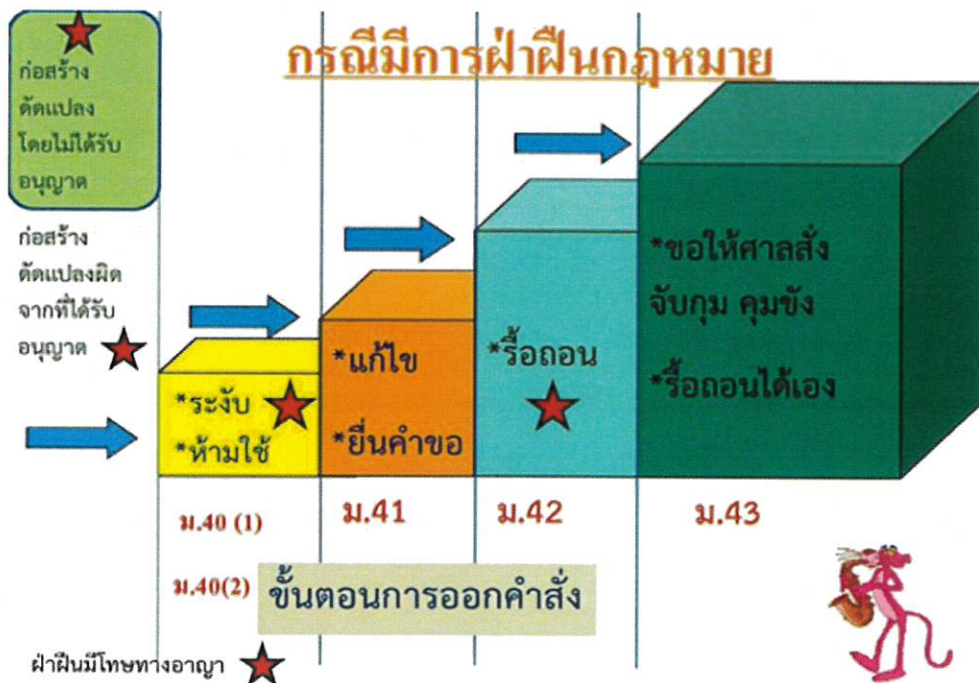 กรณีมีการฝ่าฝืนกฎหมาย
ก่อสร้าง
ดัดแปลง
โดยไม่ได้รับ
อนุญาต
ก่อสร้าง
ดัดแปลงผิด
จากที่ได้รับ
อนุญาต
*ระงับ
*ห้ามใช้
*แก้ไข
*ยื่นคำขอ
*รื้อถอน
*ขอให้ศาลสั่ง
จับกุม คุมขัง
*รื้อถอนได้เอง
ม.40 (1)
ม.41
ม.42
ม.43
ม.40(2)
ขั้นตอนการออกคำสั่ง
ฝ่าฝืนมีโทษทางอาญา